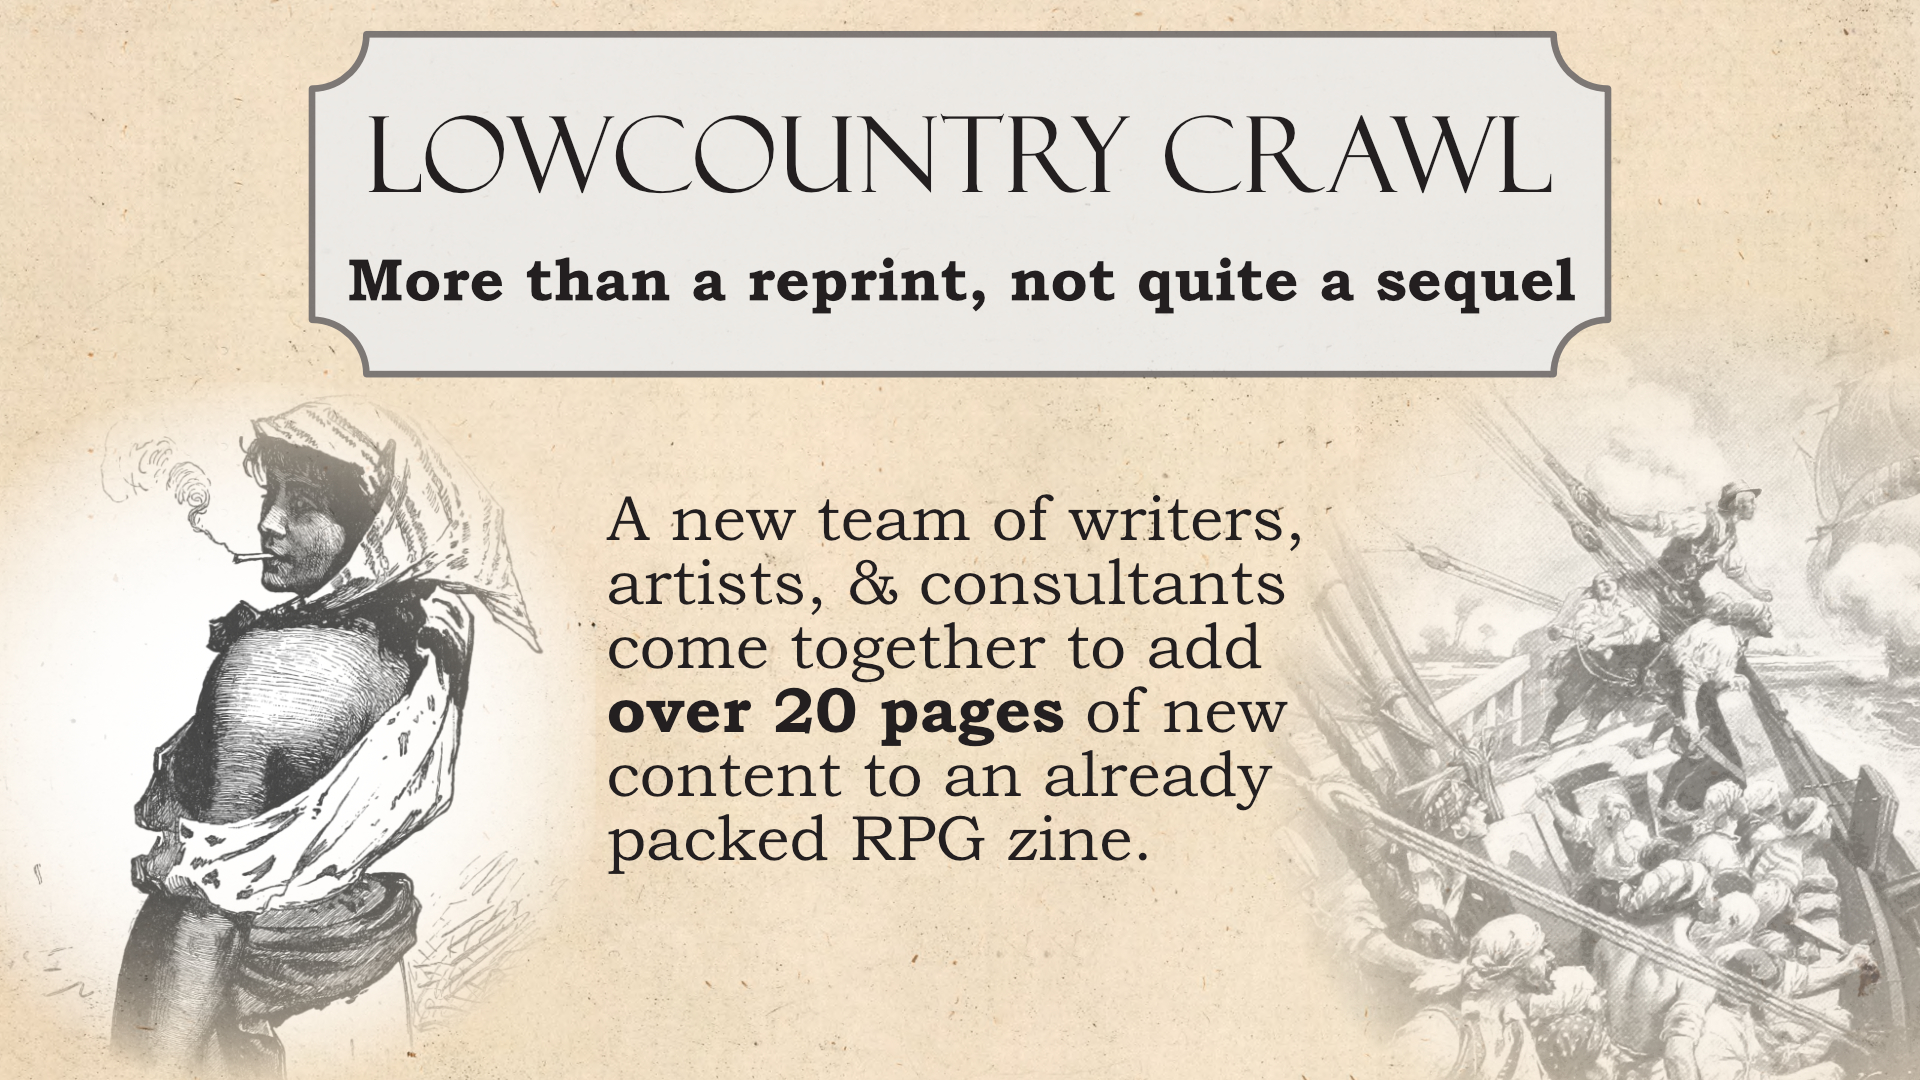 LOWCOUNTRY CRAWL
More than a reprint, not quite a sequel
A new team of writers,
artists, & consultants
come together to add
over 20 pages of new
content to an already
packed RPG zine.